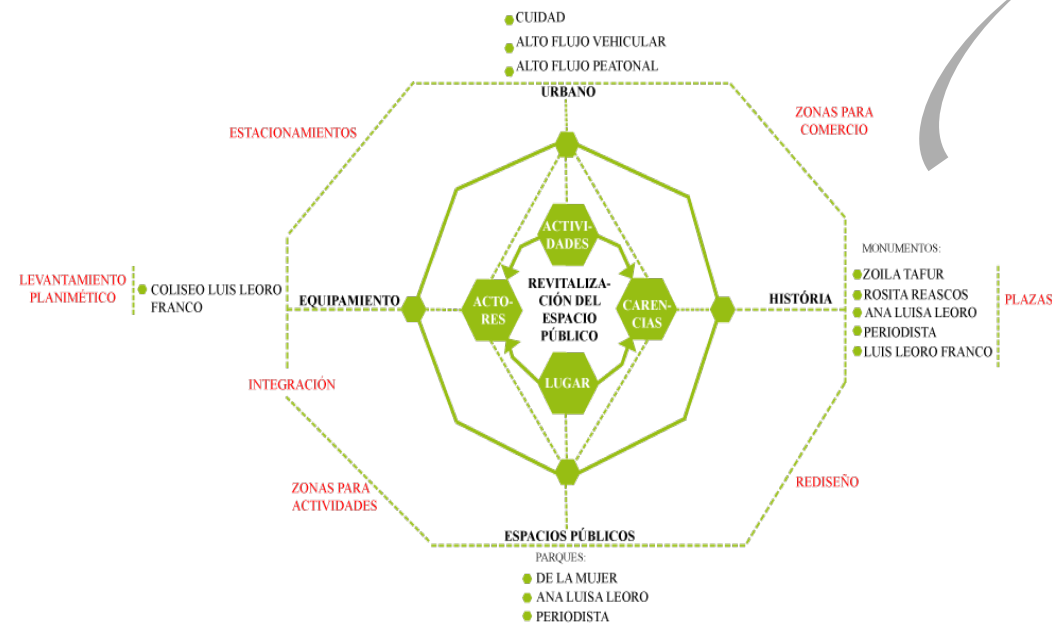 CUIDAD
ALTO FLUJO VEHICULAR
ALTO FLUJO PEATONAL
URBANO
ZONAS PARA
COMERCIO
ESTACIONAMIENTOS
ACTIVI-
DADES
MONUMENTOS:
ZOILA TAFUR
ROSITA REASCOS
ANA LUISA LEORO
PERIODISTA
LUIS LEORO FRANCO
PLAZAS
LEVANTAMIENTO
PLANIMÉTICO
COLISEO LUIS LEORO
FRANCO
EQUIPAMIENTO
ACTO-
RES
REVITALIZA-
CIÓN DEL
ESPACIO
PÚBLICO
CAREN-
CIAS
HISTÓRIA
LUGAR
INTEGRACIÓN
ZONAS PARA
ACTIVIDADES
REDISEÑO
ESPACIOS PÚBLICOS
PARQUES:
DE LA MUJER
ANA LUISA LEORO
PERIODISTA